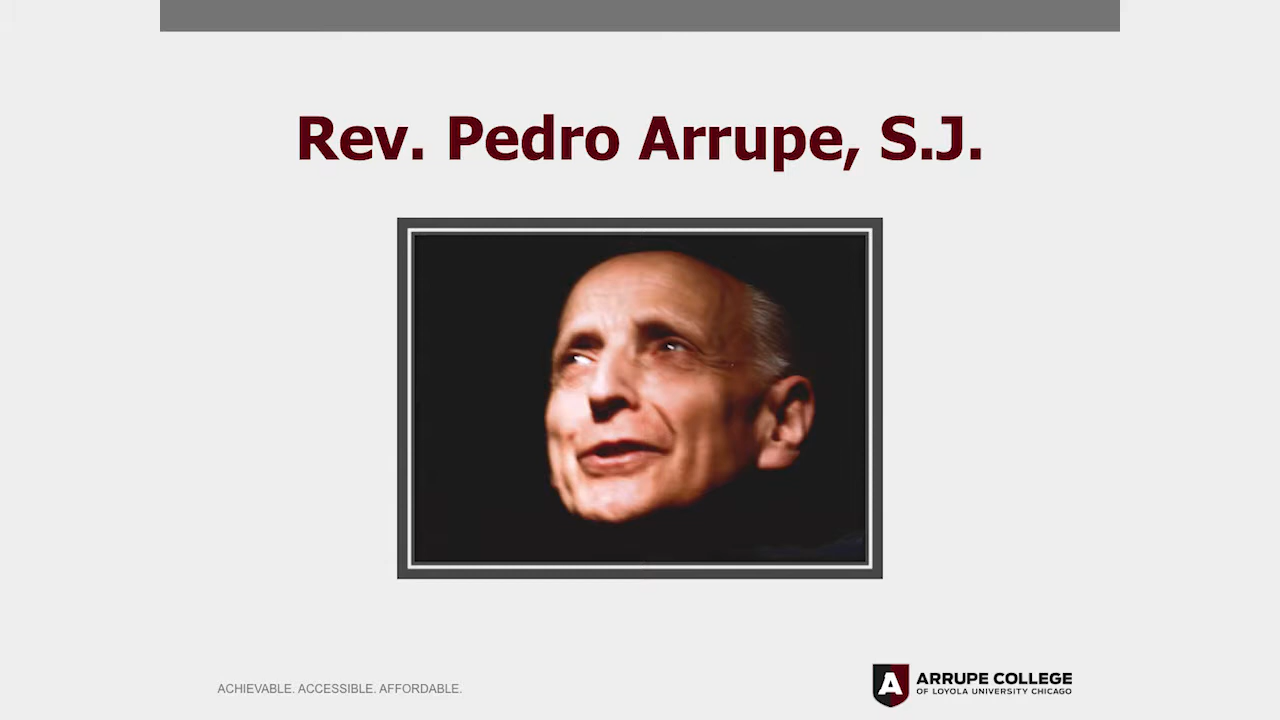 Rev. Pedro Arrupe, S.J.
ACHIEVABLE. ACCESSIBLE. AFFORDABLE.
A
ARRUPE COLLEGE
OF LOYOLA UNIVERSITY CHICAGO